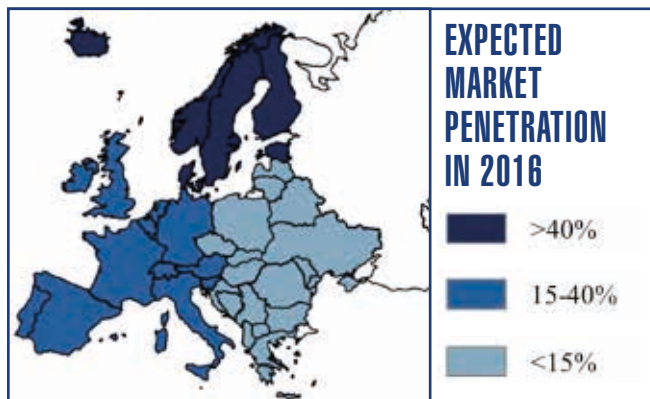 EXPECTED
MARKET
PENETRATION
IN 2016
>40%
15-40%
<15%